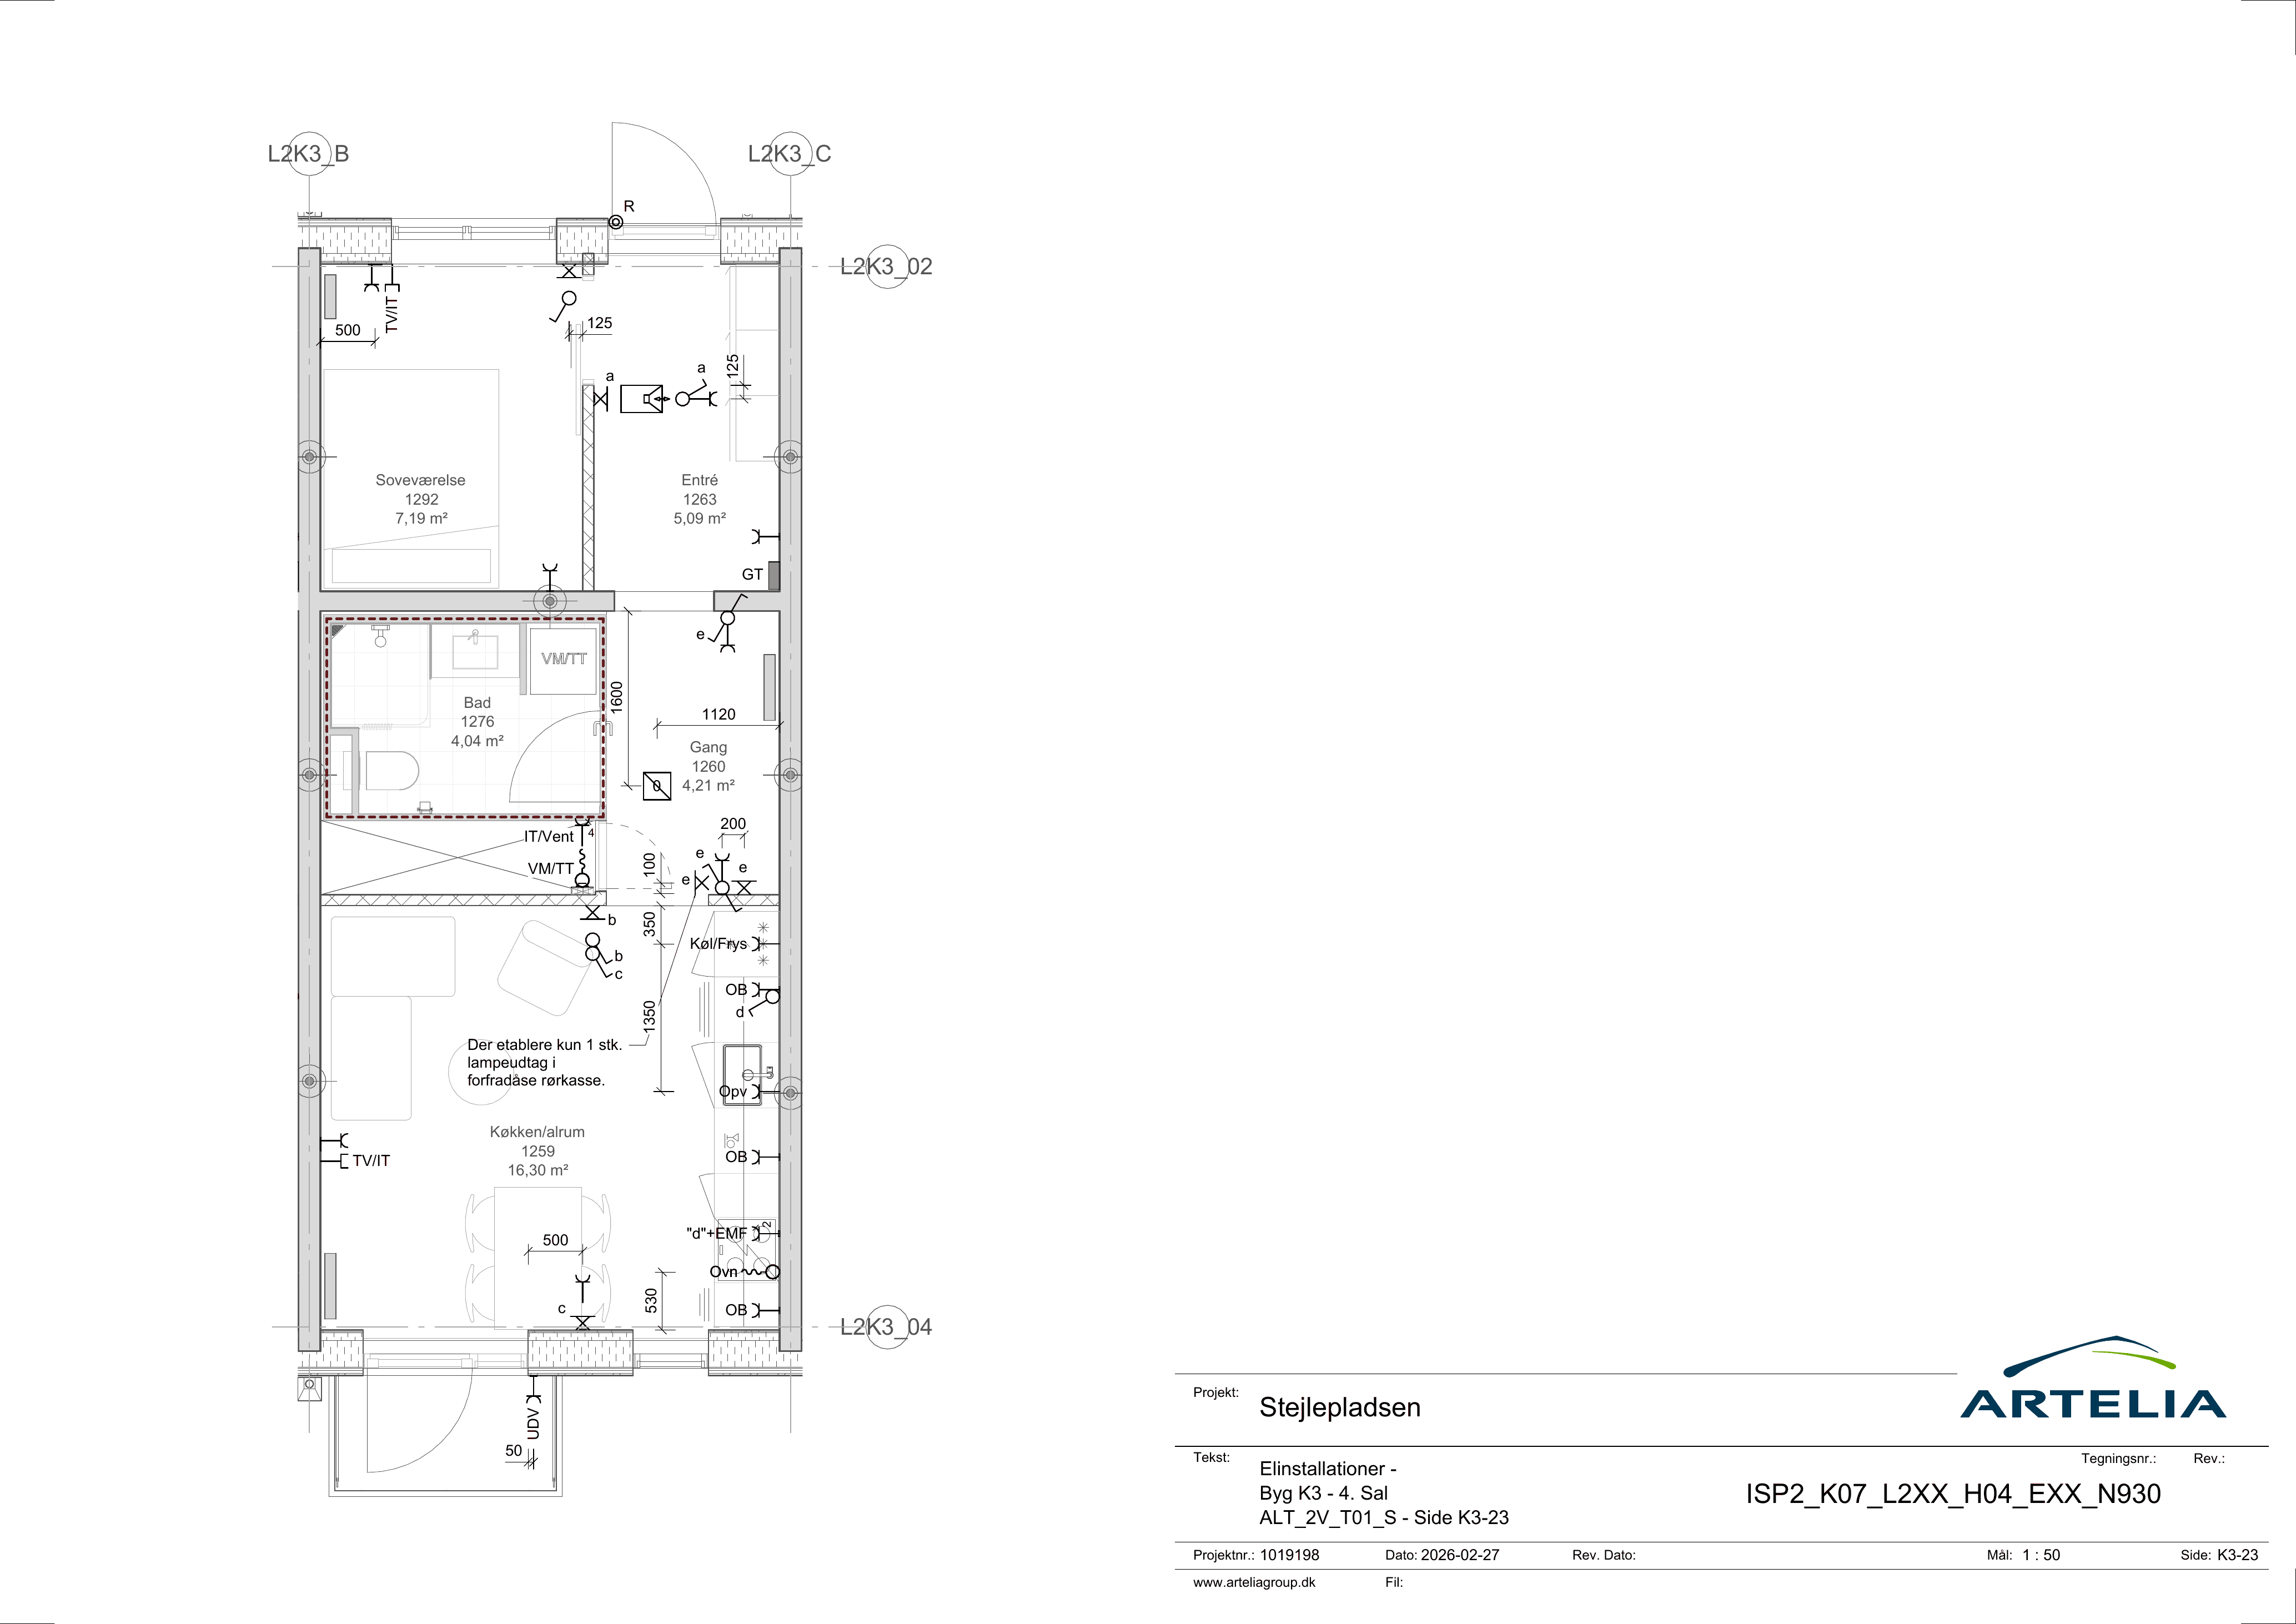 L2K3_B
L2K3_C
R
L2K3_02
TV/IT
500
125
a
a
125
Soveværelse
1292
7,19 m²
Entré
1263
5,09 m²
GT
e
VM/TT
Bad
1276
4,04 m²
1600
1120
Gang
1260
4,21 m²
0
IT/Vent
4
VM/TT
200
100
e
e
e
b
350
b
c
Køl/Frys
OB
d
1350
Der etablere kun 1 stk.
lampeudtag i
forfradåse rørkasse.
Opv
Køkken/alrum
1259
16,30 m²
TV/IT
OB
"d"+EMF
2
500
Ovn
530
c
OB
L2K3_04
UDV
50
Projekt:
Stejlepladsen
ARTELIA
Tekst:
Elinstallationer -
Byg K3 - 4. Sal
ALT_2V_T01_S - Side K3-23
Tegningsnr.:
Rev.:
ISP2_K07_L2XX_H04_EXX_N930
Projektnr.: 1019198
Dato: 2026-02-27
Rev. Dato:
Mål: 1 : 50
Side: K3-23
www.arteliagroup.dk
Fil: